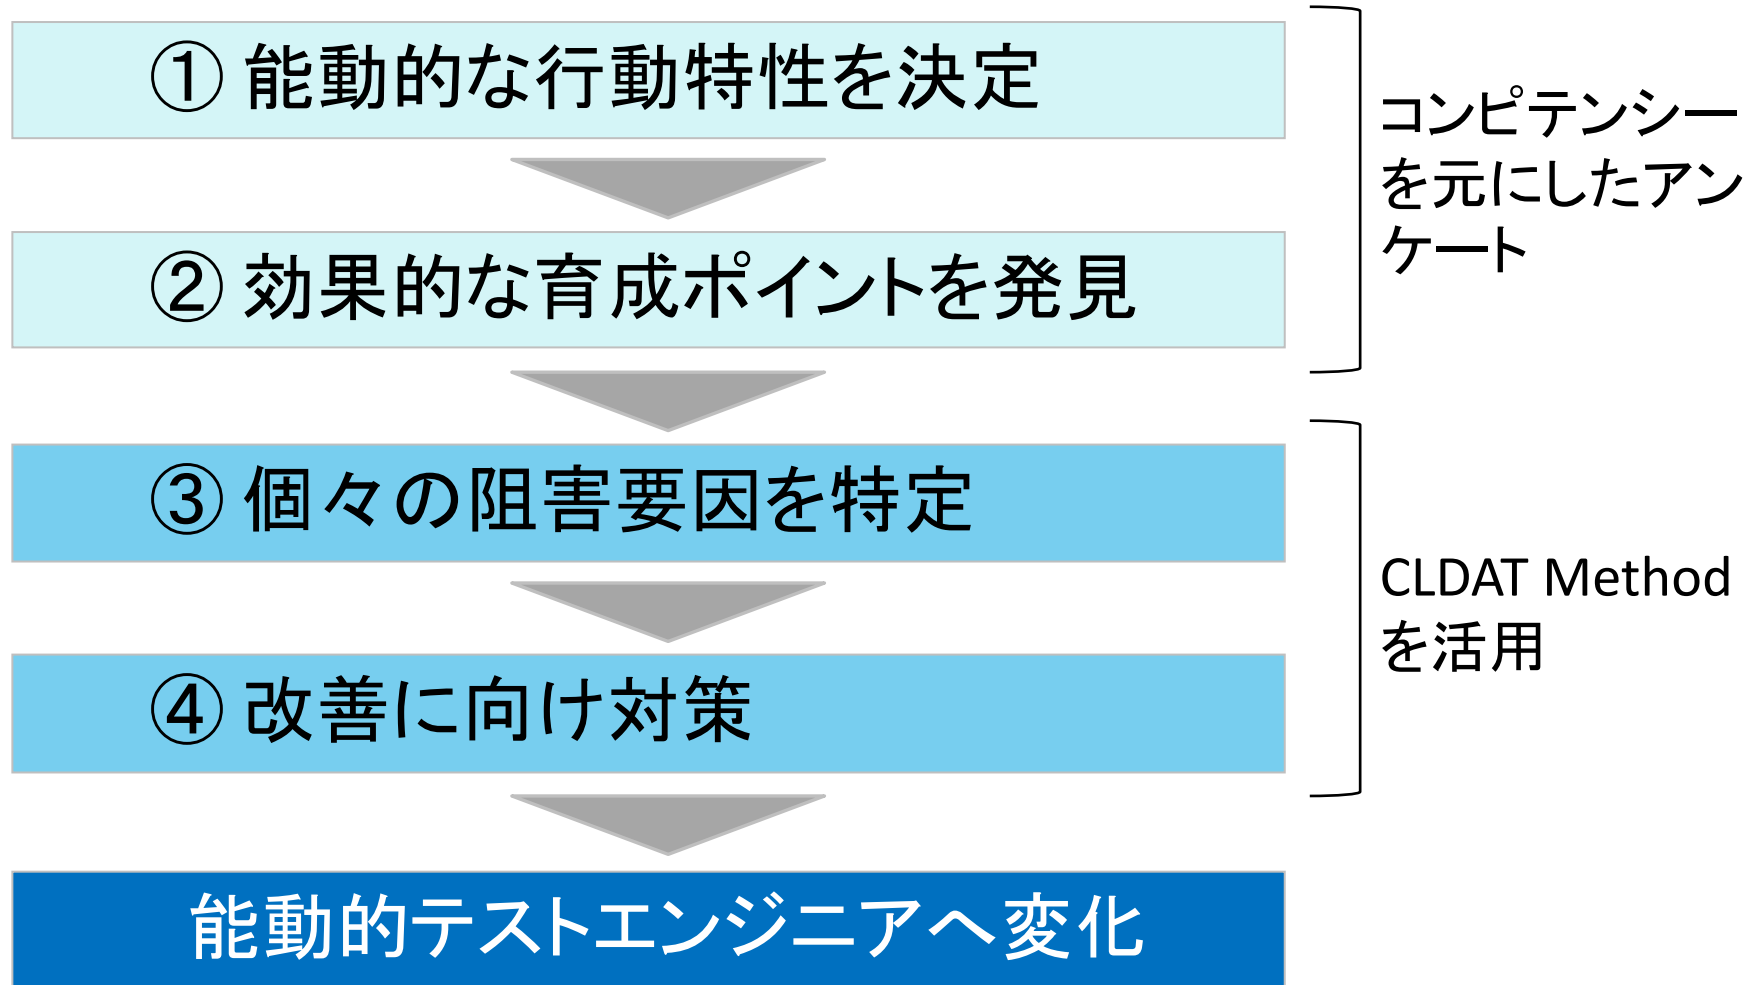 ① 能動的な行動特性を決定
② 効果的な育成ポイントを発見
コンピテンシー
を元にしたアン
ケート
③ 個々の阻害要因を特定
④ 改善に向け対策
CLDAT Method
を活用
能動的テストエンジニアへ変化